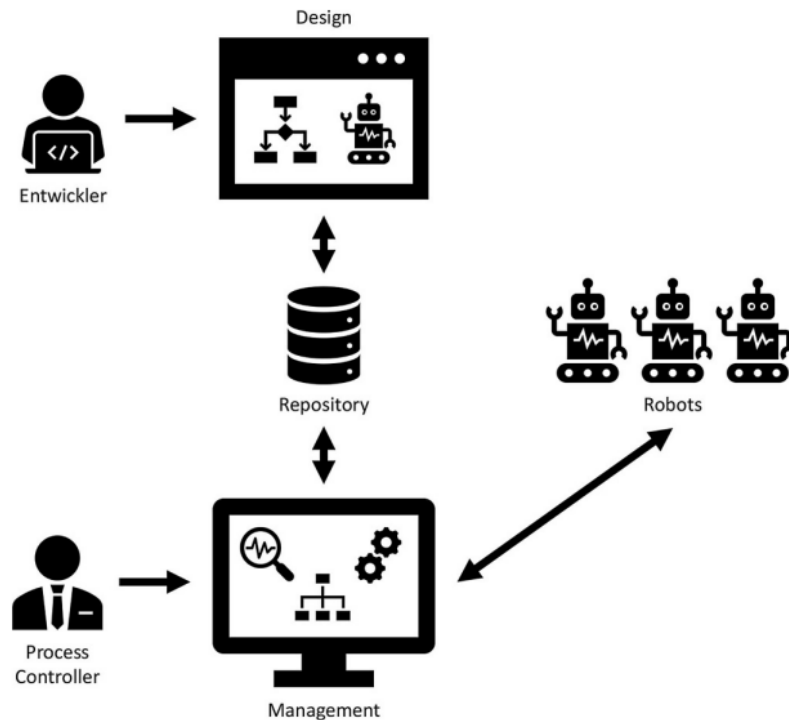 Design
</>
Entwickler
Repository
Robots
Process
Controller
Management